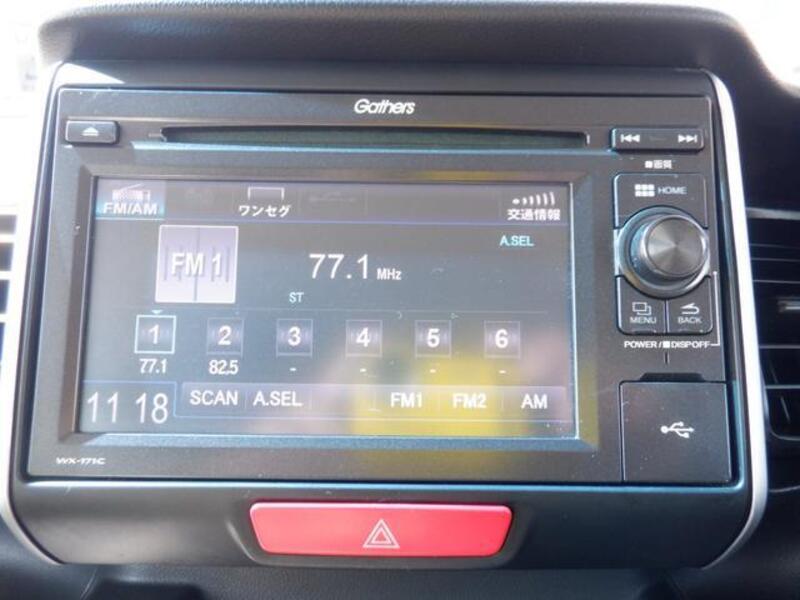 Gathers
画質
FM/AM
ワンセグ
交通情報
HOME
A.SEL
FM 1
77.1 MHz
ST
1 2 3 4 5 6
77.1 82.5 - - - -
MENU BACK
POWER/ DISP OFF
11 18 SCAN A.SEL FM1 FM2 AM
WX-171C